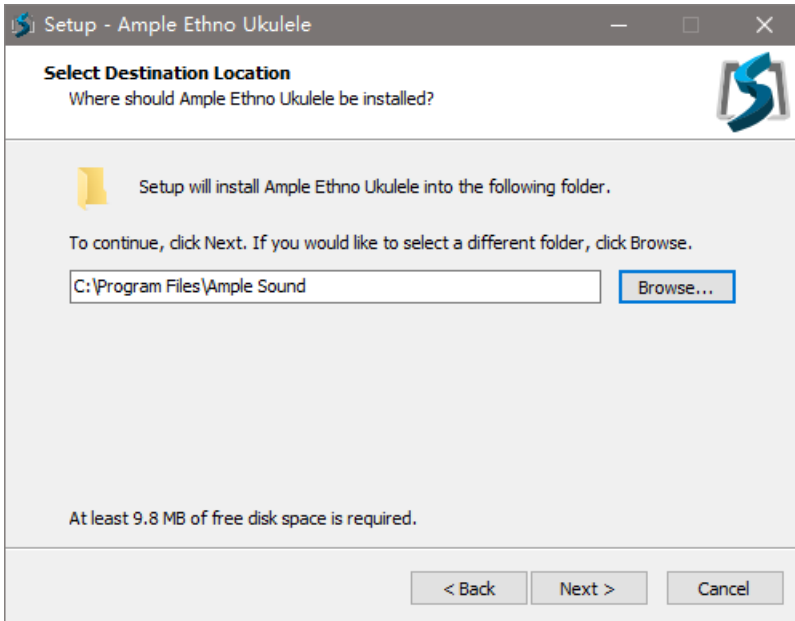 Setup - Ample Ethno Ukulele
Select Destination Location
Where should Ample Ethno Ukulele be installed?
Setup will install Ample Ethno Ukulele into the following folder.
To continue, click Next. If you would like to select a different folder, click Browse.
C:\Program Files\Ample Sound
Browse...
At least 9.8 MB of free disk space is required.
< Back
Next >
Cancel